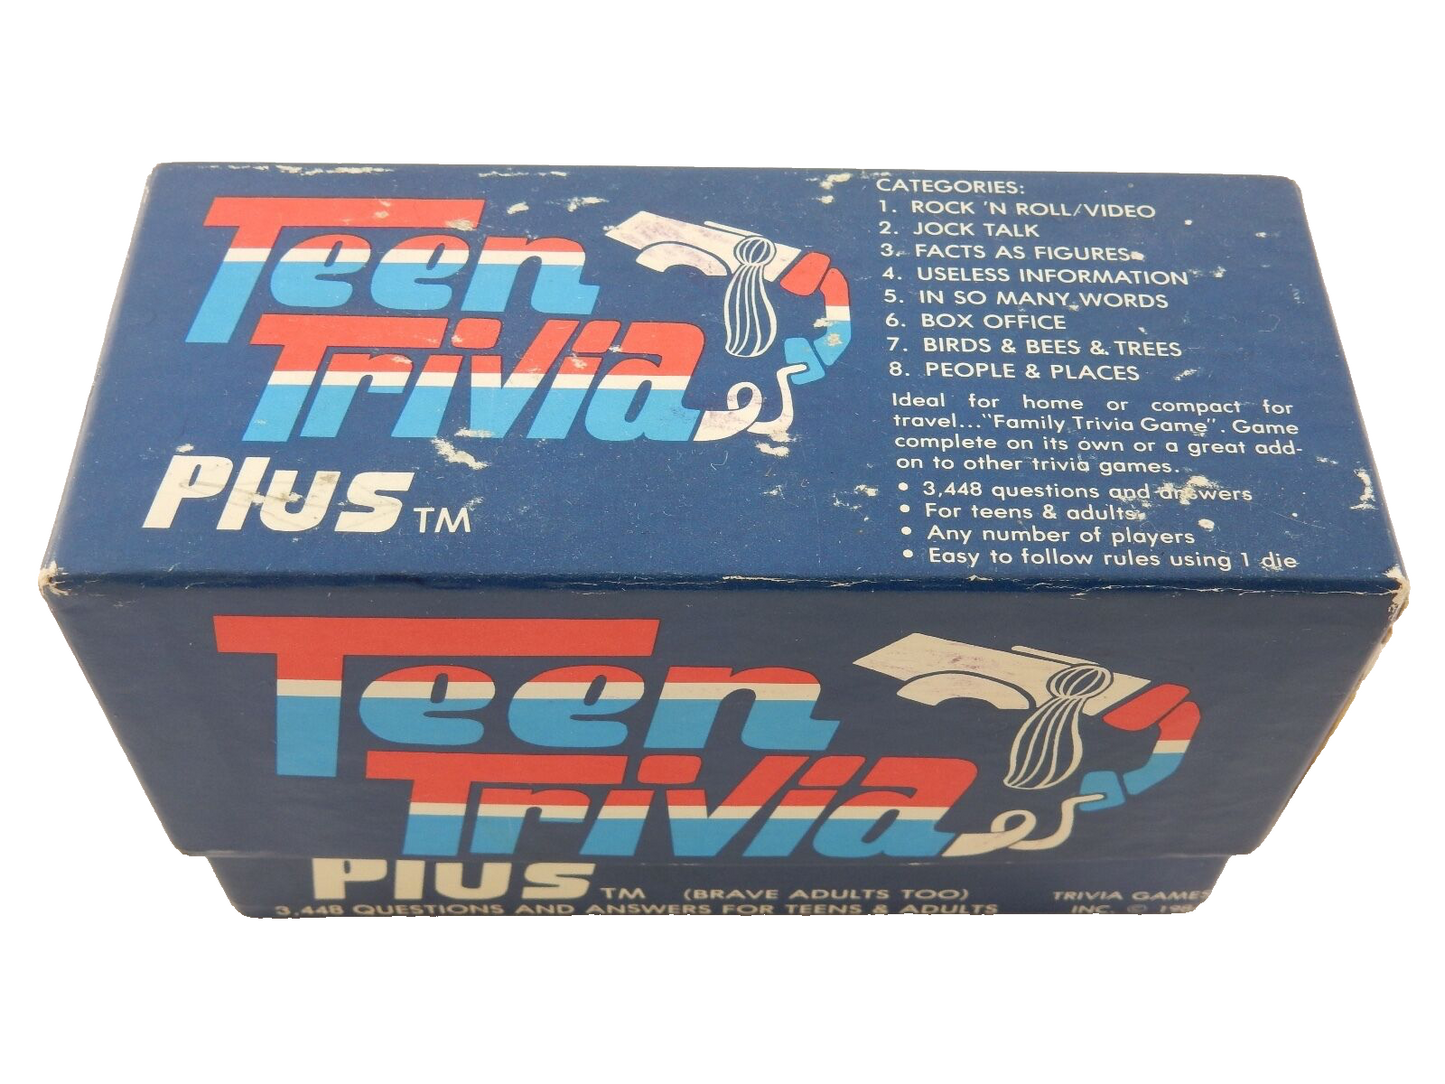 Teen
Trivia
Plus TM
CATEGORIES:
1. ROCK 'N ROLL/VIDEO
2. JOCK TALK
3. FACTS AS FIGURES
4. USELESS INFORMATION
5. IN SO MANY WORDS
6. BOX OFFICE
7. BIRDS & BEES & TREES
8. PEOPLE & PLACES
Ideal for home or compact for
travel..."Family Trivia Game". Game
complete on its own or a great add-
on to other trivia games.
• 3,448 questions and answers
• For teens & adults
• Any number of players
• Easy to follow rules using 1 die
Teen
Trivia
Plus TM (BRAVE ADULTS TOO)
3,448 QUESTIONS AND ANSWERS FOR TEENS & ADULTS
TRIVIA GAMES
INC. ©